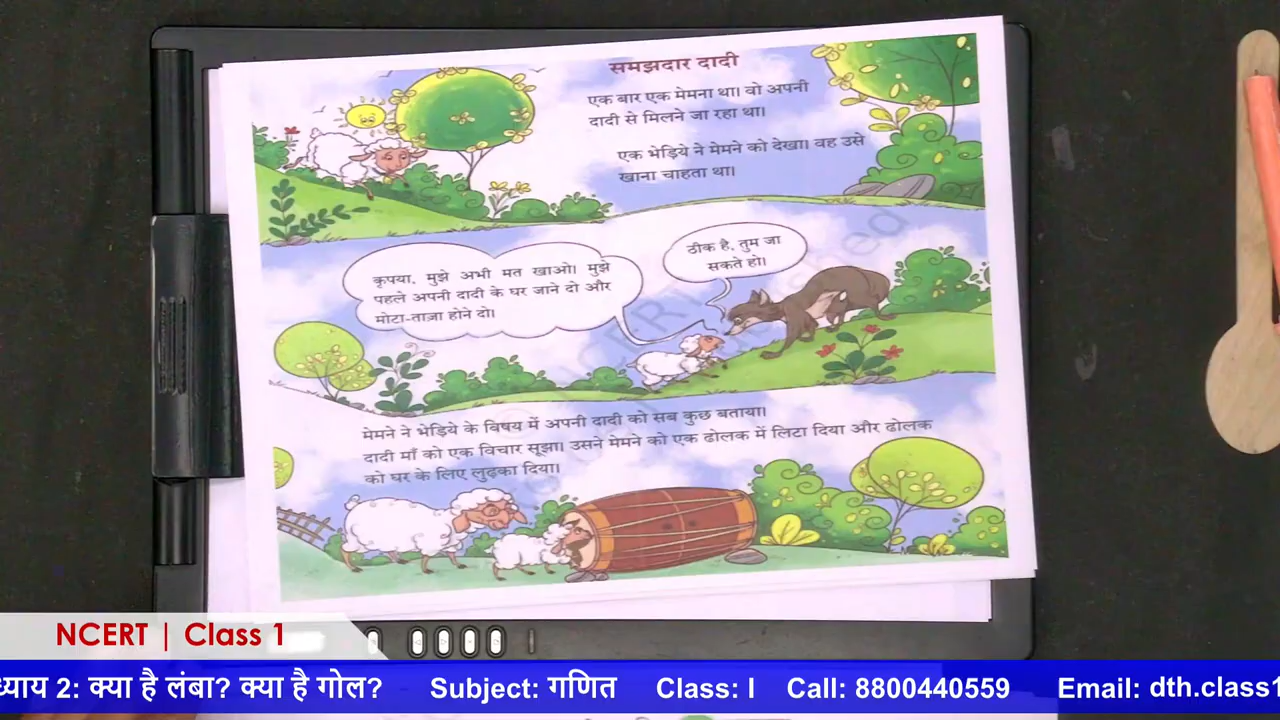 समझदार दादी
एक बार एक मेमना था। वो अपनी
दादी से मिलने जा रहा था।
एक भेड़िये ने मेमने को देखा। वह उसे
खाना चाहता था।
कृपया, मुझे अभी मत खाओ। मुझे
पहले अपनी दादी के घर जाने दो और
मोटा-ताज़ा होने दो।
ठीक है, तुम जा
सकते हो।
मेमने ने भेड़िये के विषय में अपनी दादी को सब कुछ बताया।
दादी माँ को एक विचार सूझा। उसने मेमने को एक ढोलक में लिटा दिया और ढोलक
को घर के लिए लुढ़का दिया।
NCERT | Class 1
ध्याय 2: क्या है लंबा? क्या है गोल? Subject: गणित Class: I Call: 8800440559 Email: dth.class1